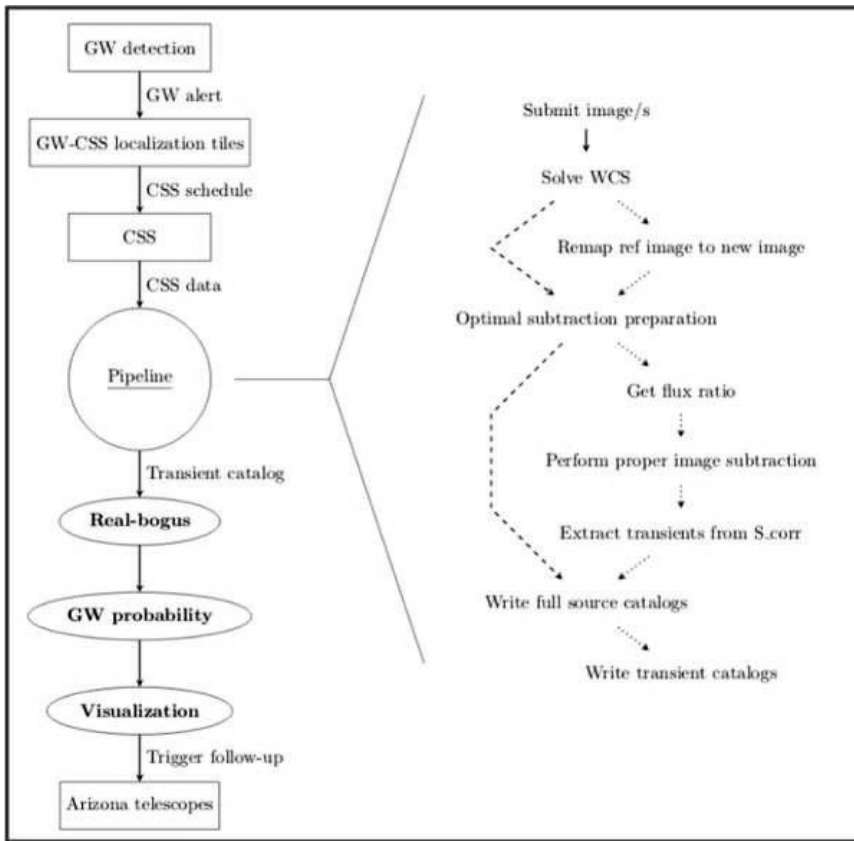 GW detection
GW alert
GW-CSS localization tiles
CSS schedule
CSS
CSS data
Pipeline
Transient catalog
Real-bogus
GW probability
Visualization
Trigger follow-up
Arizona telescopes
Submit image/s
Solve WCS
Remap ref image to new image
Optimal subtraction preparation
Get flux ratio
Perform proper image subtraction
Extract transients from S_corr
Write full source catalogs
Write transient catalogs